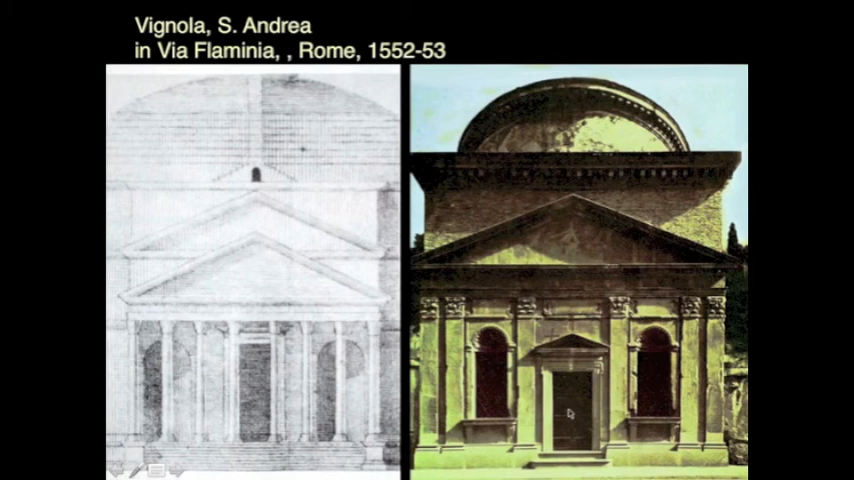 Vignola, S. Andrea
in Via Flaminia, , Rome, 1552-53